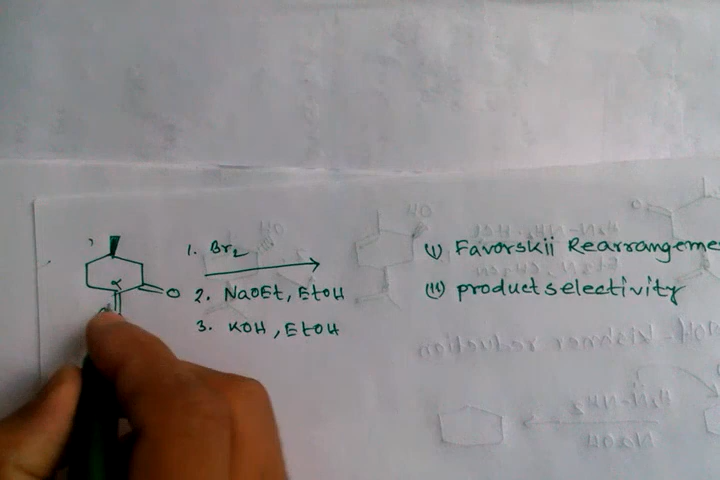 1. Br2
2. NaOEt, EtOH
3. KOH, EtOH
α
O
(i) Favorskii Rearrangeme
(ii) product selectivity